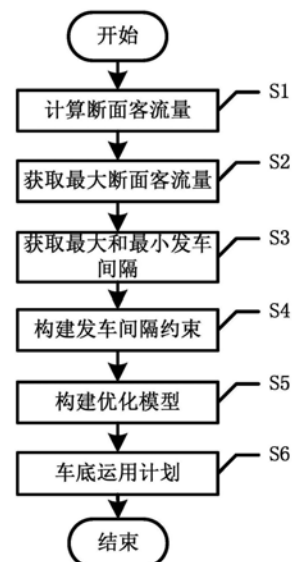 开始
计算断面客流量
S1
获取最大断面客流量
S2
获取最大和最小发车
间隔
S3
构建发车间隔约束
S4
构建优化模型
S5
车底运用计划
S6
结束